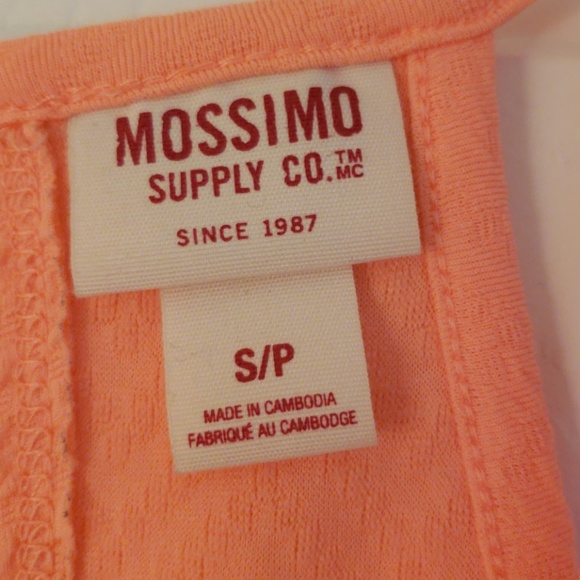 MOSSIMO
SUPPLY CO.™ MC
SINCE 1987
S/P
MADE IN CAMBODIA
FABRIQUÉ AU CAMBODGE